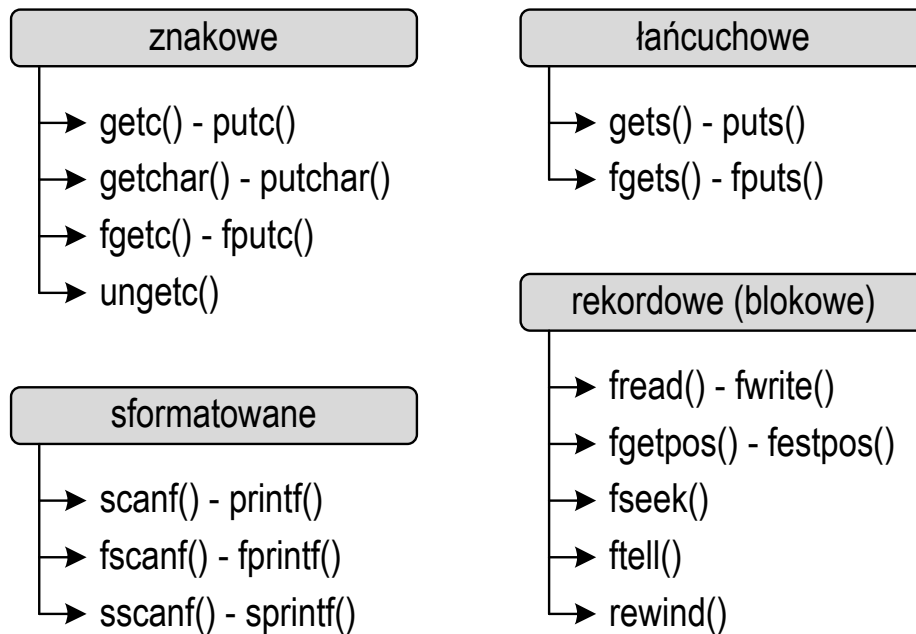 znakowe
getc() - putc()
getchar() - putchar()
fgetc() - fputc()
ungetc()
sformatowane
scanf() - printf()
fscanf() - fprintf()
sscanf() - sprintf()
łańcuchowe
gets() - puts()
fgets() - fputs()
rekordowe (blokowe)
fread() - fwrite()
fgetpos() - festpos()
fseek()
ftell()
rewind()